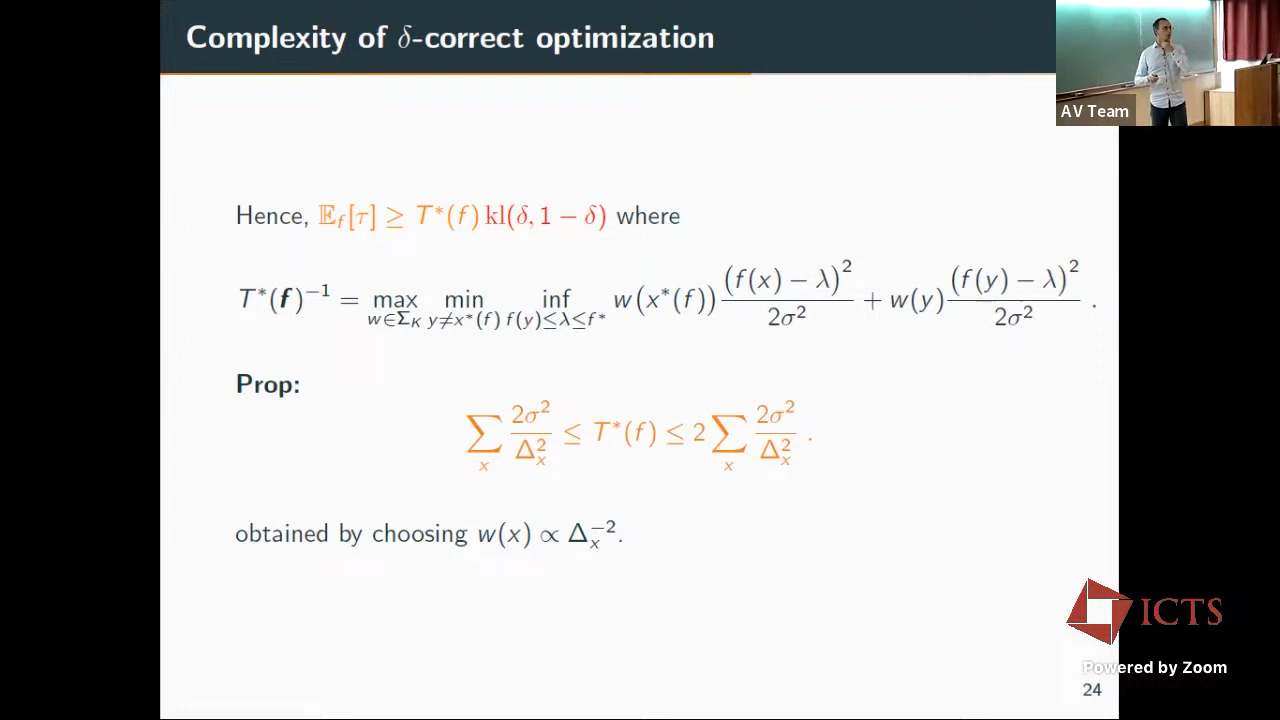 Complexity of δ-correct optimization
AV Team
Hence, 𝔼_f[τ] ≥ T*(f) kl(δ, 1 − δ) where
T*(f)^{-1} = max_{w∈Σ_K} min_{y≠x*(f)} inf_{f(y)≤λ≤f*} w(x*(f)) (f(x) − λ)^2 / 2σ^2 + w(y) (f(y) − λ)^2 / 2σ^2 .
Prop:
∑_x 2σ^2 / Δ_x^2 ≤ T*(f) ≤ 2 ∑_x 2σ^2 / Δ_x^2 .
obtained by choosing w(x) ∝ Δ_x^{-2}.
ICTS
Powered by Zoom
24